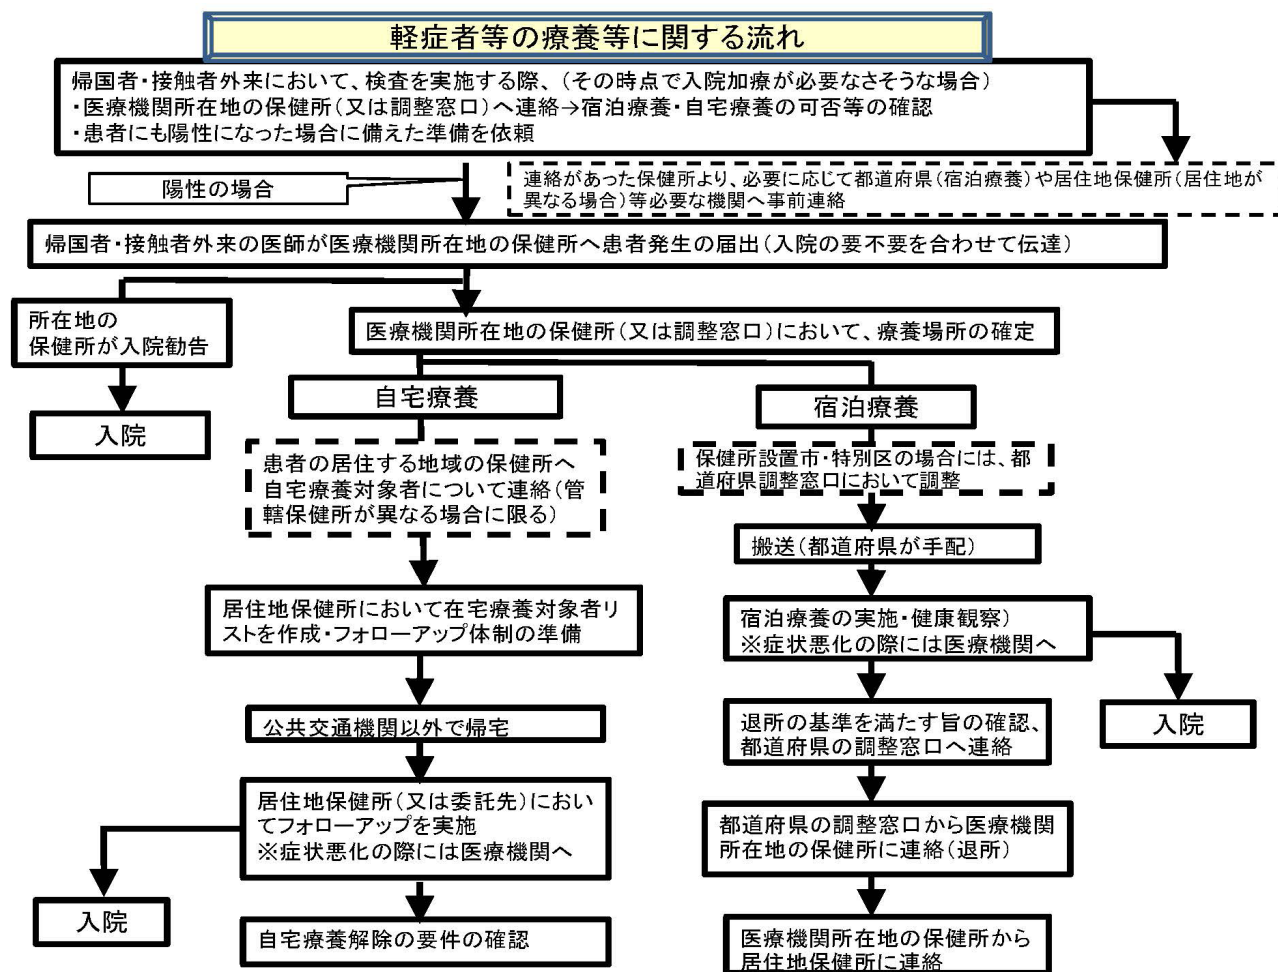 軽症者等の療養等に関する流れ
帰国者・接触者外来において、検査を実施する際、（その時点で入院加療が必要なさそうな場合）
・医療機関所在地の保健所（又は調整窓口）へ連絡→宿泊療養・自宅療養の可否等の確認
・患者にも陽性になった場合に備えた準備を依頼
陽性の場合
連絡があった保健所より、必要に応じて都道府県（宿泊療養）や居住地保健所（居住地が
異なる場合）等必要な機関へ事前連絡
帰国者・接触者外来の医師が医療機関所在地の保健所へ患者発生の届出（入院の要不要を合わせて伝達）
所在地の
保健所が入院勧告
入院
医療機関所在地の保健所（又は調整窓口）において、療養場所の確定
自宅療養
患者の居住する地域の保健所へ
自宅療養対象者について連絡（管
轄保健所が異なる場合に限る）
居住地保健所において在宅療養対象者リ
ストを作成・フォローアップ体制の準備
公共交通機関以外で帰宅
居住地保健所（又は委託先）におい
てフォローアップを実施
※症状悪化の際には医療機関へ
入院
自宅療養解除の要件の確認
宿泊療養
保健所設置市・特別区の場合には、都
道府県調整窓口において調整
搬送（都道府県が手配）
宿泊療養の実施・健康観察）
※症状悪化の際には医療機関へ
入院
退所の基準を満たす旨の確認、
都道府県の調整窓口へ連絡
都道府県の調整窓口から医療機関
所在地の保健所に連絡（退所）
医療機関所在地の保健所から
居住地保健所に連絡